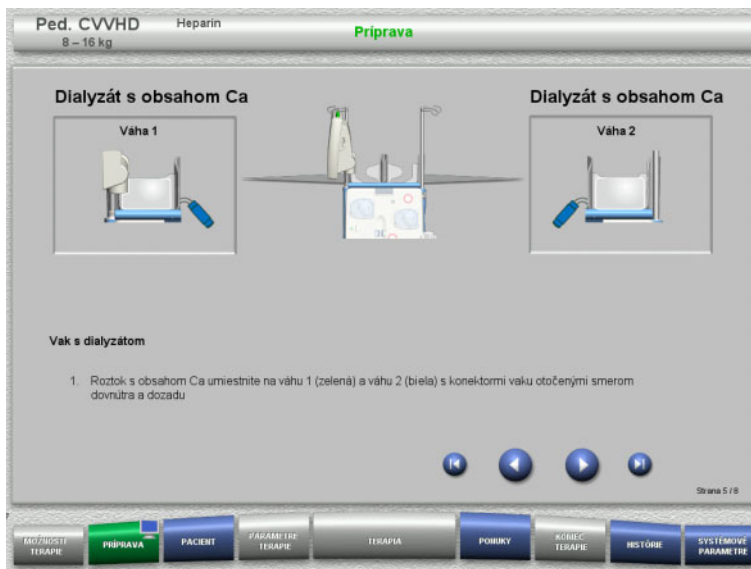 Ped. CVVHD Heparin
8 – 16 kg
Príprava
Dialyzát s obsahom Ca
Dialyzát s obsahom Ca
Váha 1
Váha 2
Vak s dialyzátom
1. Roztok s obsahom Ca umiestnite na váhu 1 (zelená) a váhu 2 (biela) s konektormi vaku otočenými smerom
dovnútra a dozadu
Strana 5 / 8
MOŽNOSTI
TERAPIE
PRÍPRAVA
PACIENT
PARAMETRE
TERAPIE
TERAPIA
PONUKY
KONIEC
TERAPIE
HISTÓRIE
SYSTÉMOVÉ
PARAMETRE